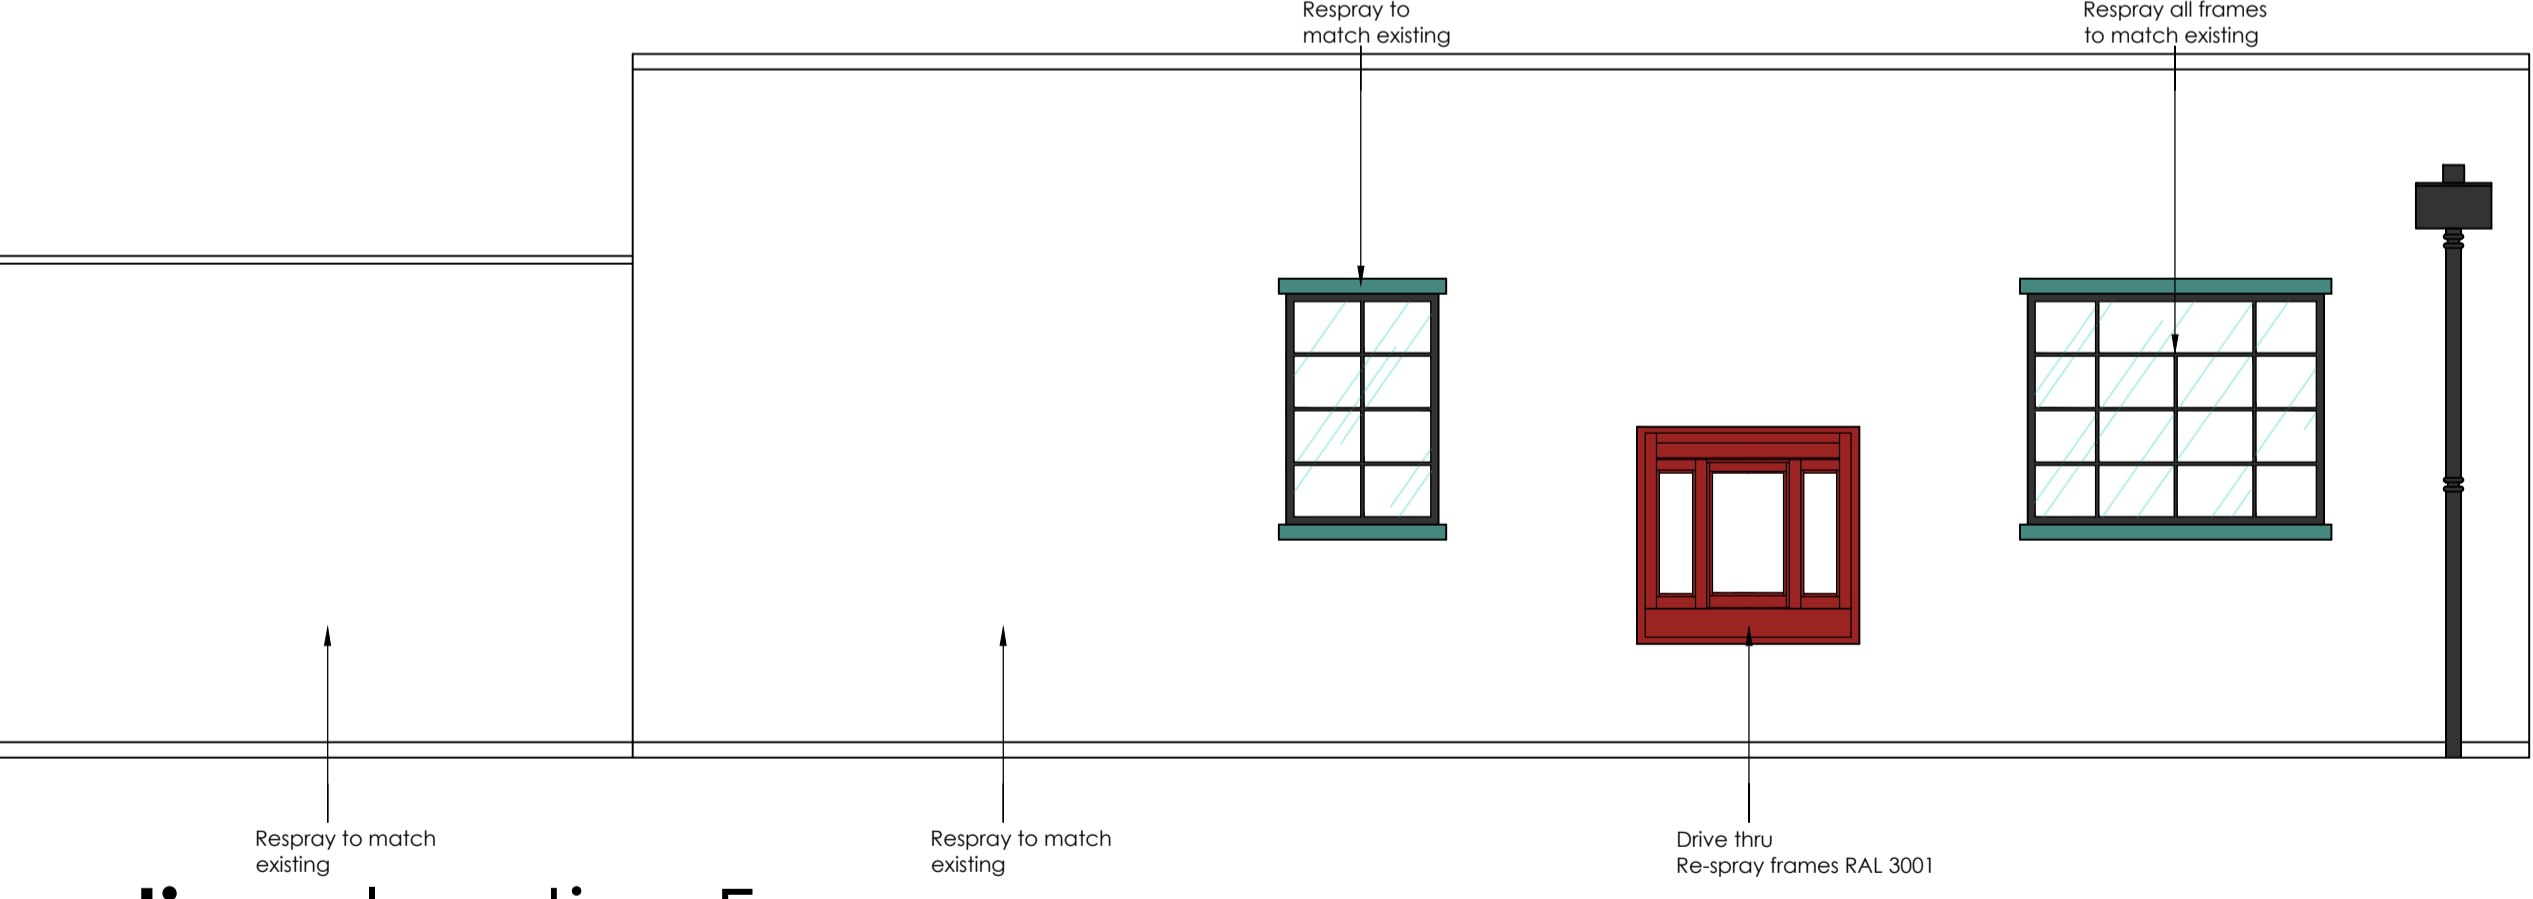 Respray to
match existing
Respray all frames
to match existing
Respray to match
existing
Respray to match
existing
Drive thru
Re-spray frames RAL 3001